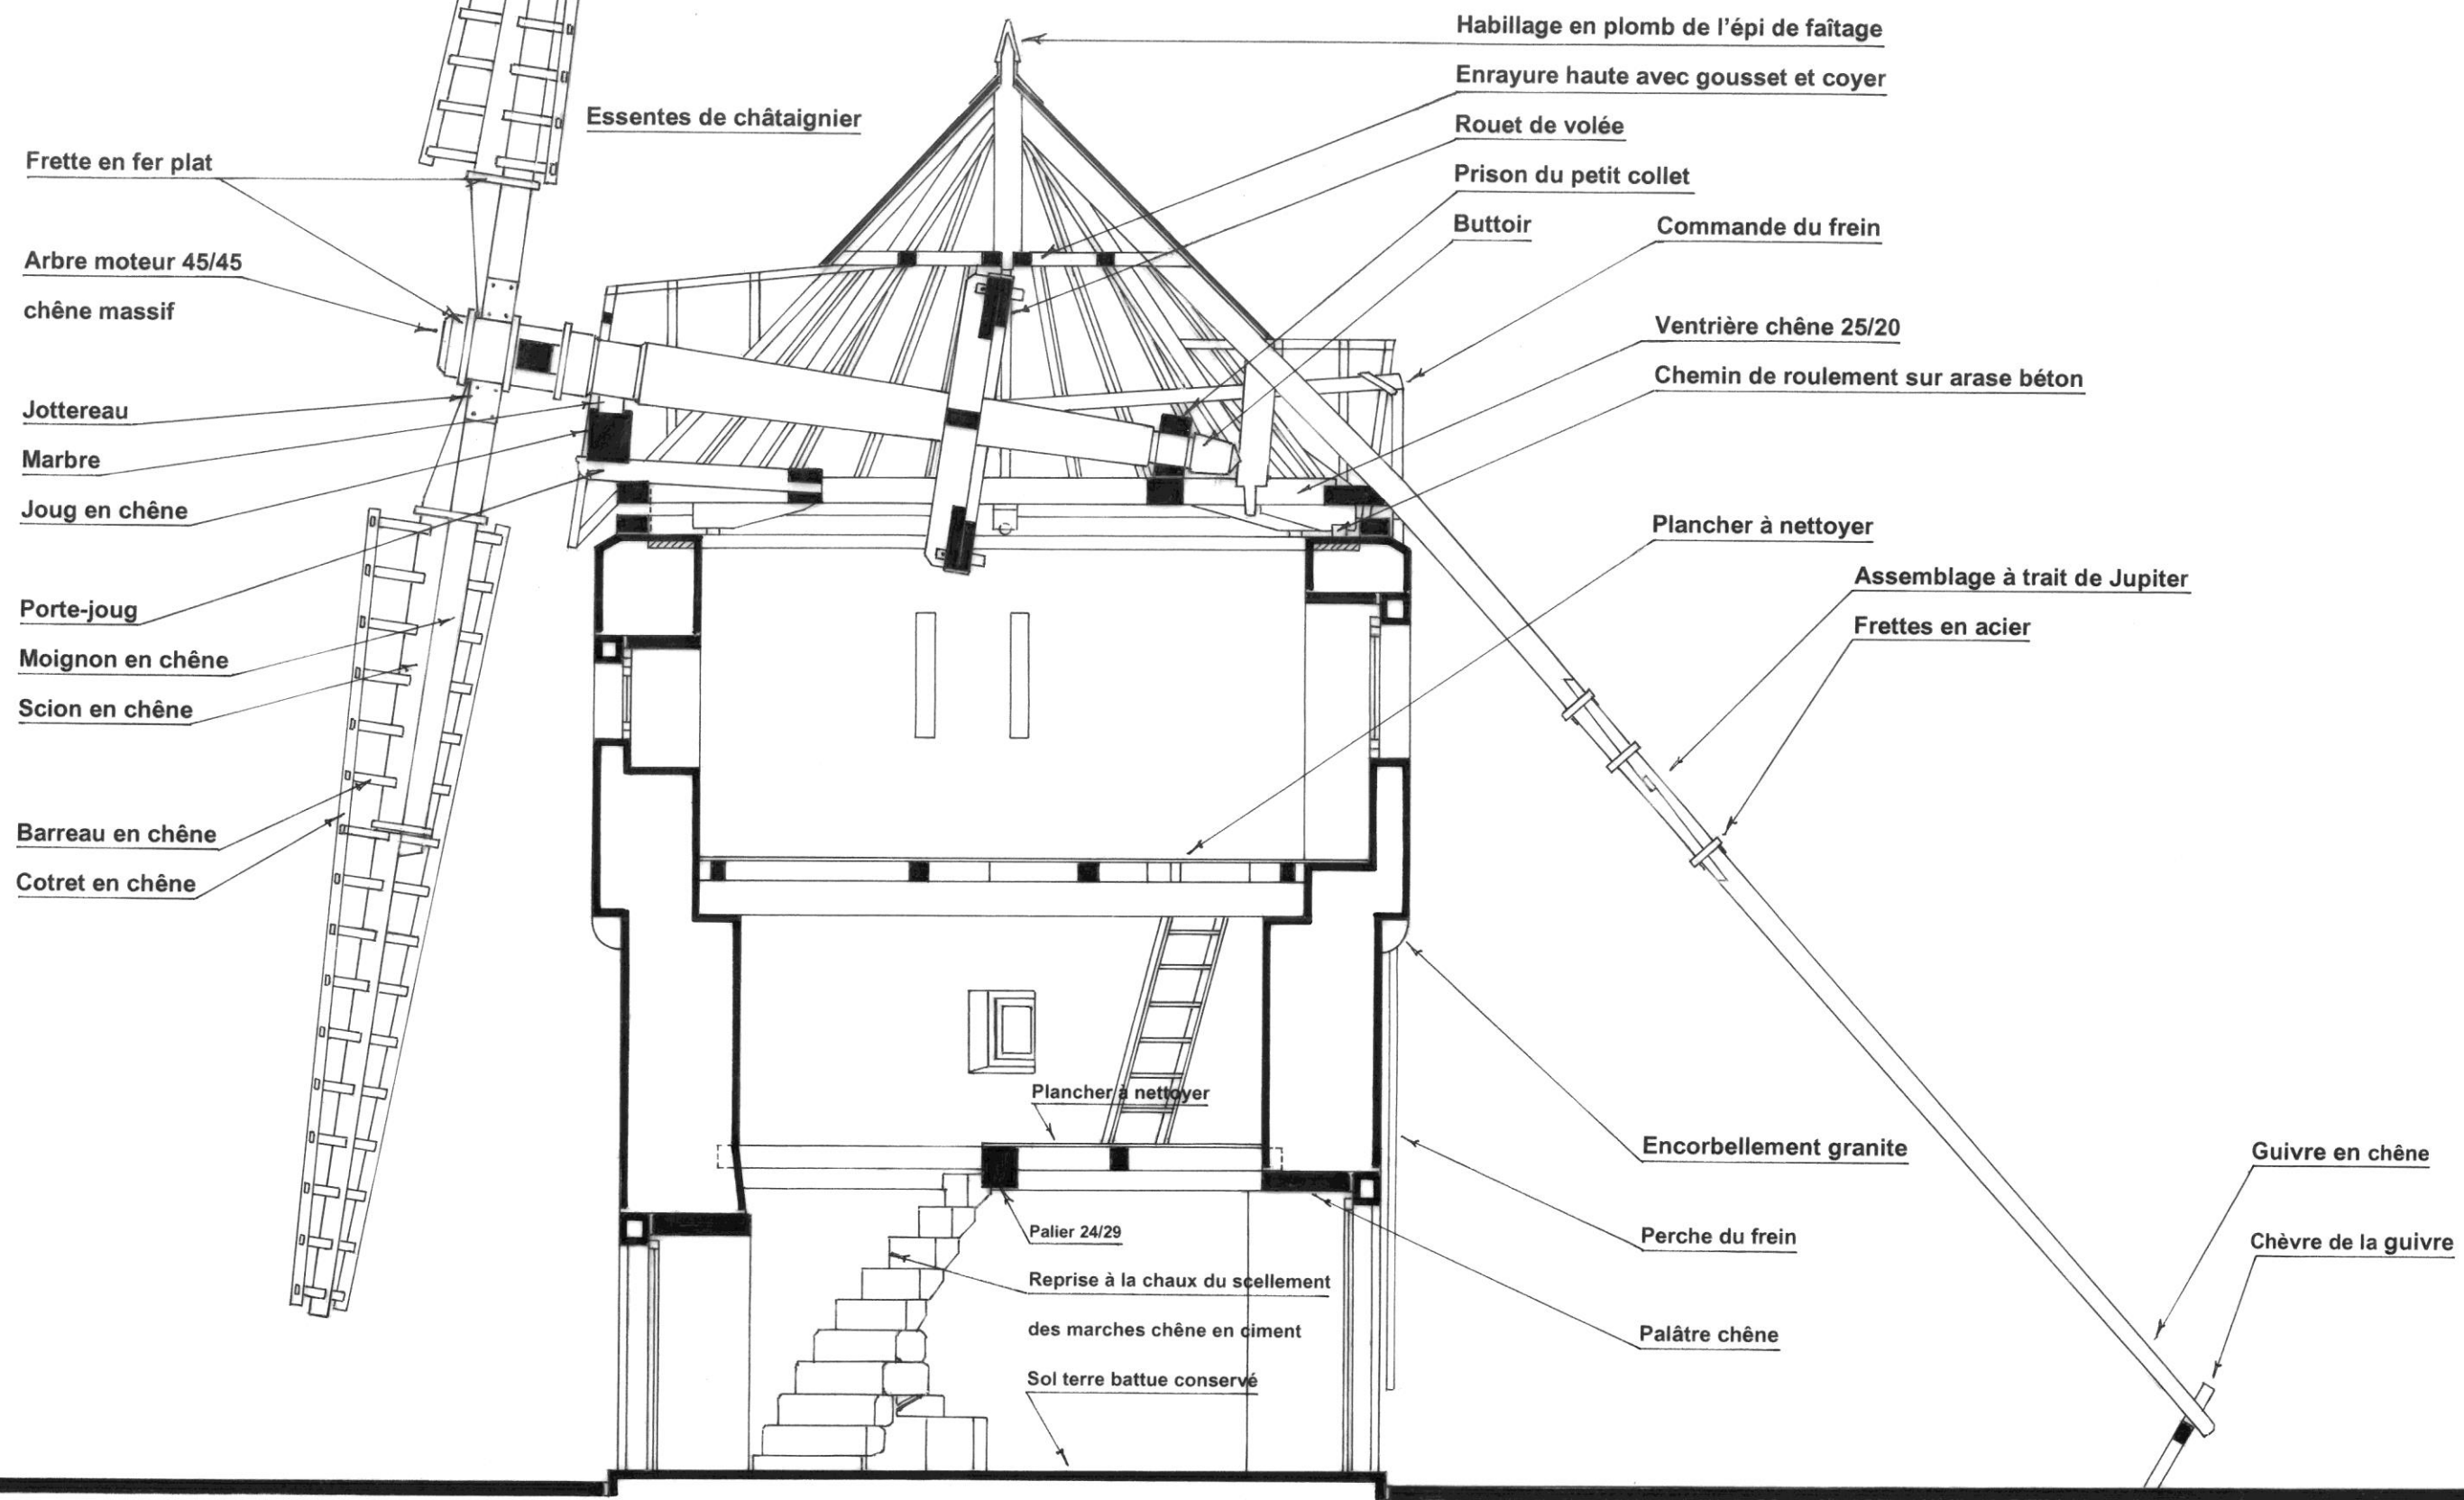 Habillage en plomb de l'épi de faîtage
Enrayure haute avec gousset et coyer
Essentes de châtaignier
Rouet de volée
Frette en fer plat
Prison du petit collet
Buttoir
Commande du frein
Arbre moteur 45/45
chêne massif
Ventrière chêne 25/20
Chemin de roulement sur arase béton
Jottereau
Marbre
Joug en chêne
Plancher à nettoyer
Assemblage à trait de Jupiter
Porte-joug
Frettes en acier
Moignon en chêne
Scion en chêne
Barreau en chêne
Cotret en chêne
Plancher à nettoyer
Encorbellement granite
Guivre en chêne
Palier 24/29
Perche du frein
Chèvre de la guivre
Reprise à la chaux du scellement
des marches chêne en ciment
Palâtre chêne
Sol terre battue conservé